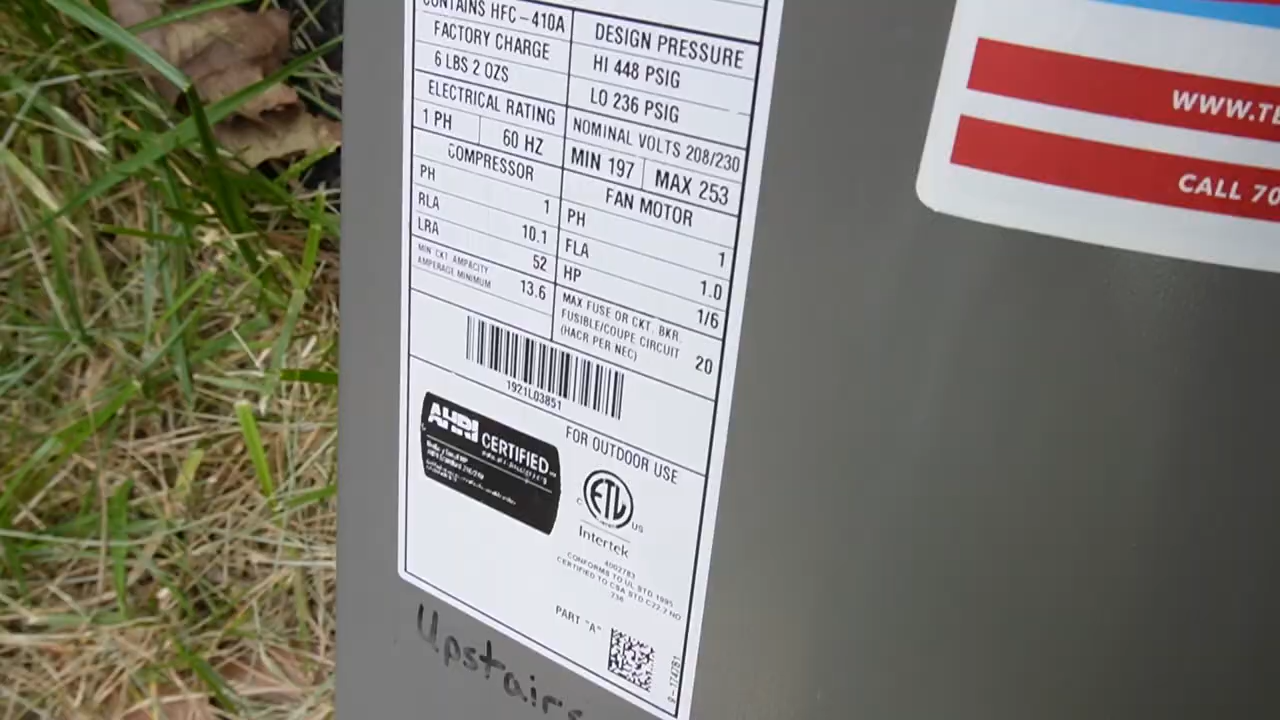 CONTAINS HFC-410A
FACTORY CHARGE
6 LBS 2 OZS
DESIGN PRESSURE
HI 448 PSIG
LO 236 PSIG
ELECTRICAL RATING
1 PH
60 HZ
NOMINAL VOLTS 208/230
MIN 197
MAX 253
COMPRESSOR
PH 1
RLA 10.1
LRA 52
MIN CKT AMPACITY
AMPERAGE MINIMUM 13.6
FAN MOTOR
PH 1
FLA 1.0
HP 1/6
MAX FUSE OR CKT. BKR.
FUSIBLE/COUPE CIRCUIT
(HACR PER NEC) 20
1921L03851
AHRI CERTIFIED
FOR OUTDOOR USE
ETL
C US
Intertek
4002783
CONFORMS TO UL STD 1995
CERTIFIED TO CSA STD C22.2 NO
236
PART "A"
Upstairs
WWW.
CALL 70